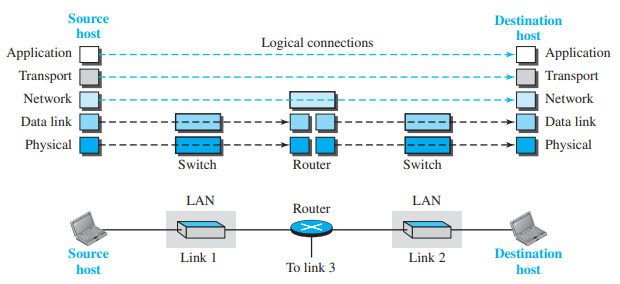 Source
host
Destination
host
Logical connections
Application
Application
Transport
Transport
Network
Network
Data link
Data link
Physical
Physical
Switch
Router
Switch
LAN
Router
LAN
Source
host
Link 1
To link 3
Link 2
Destination
host